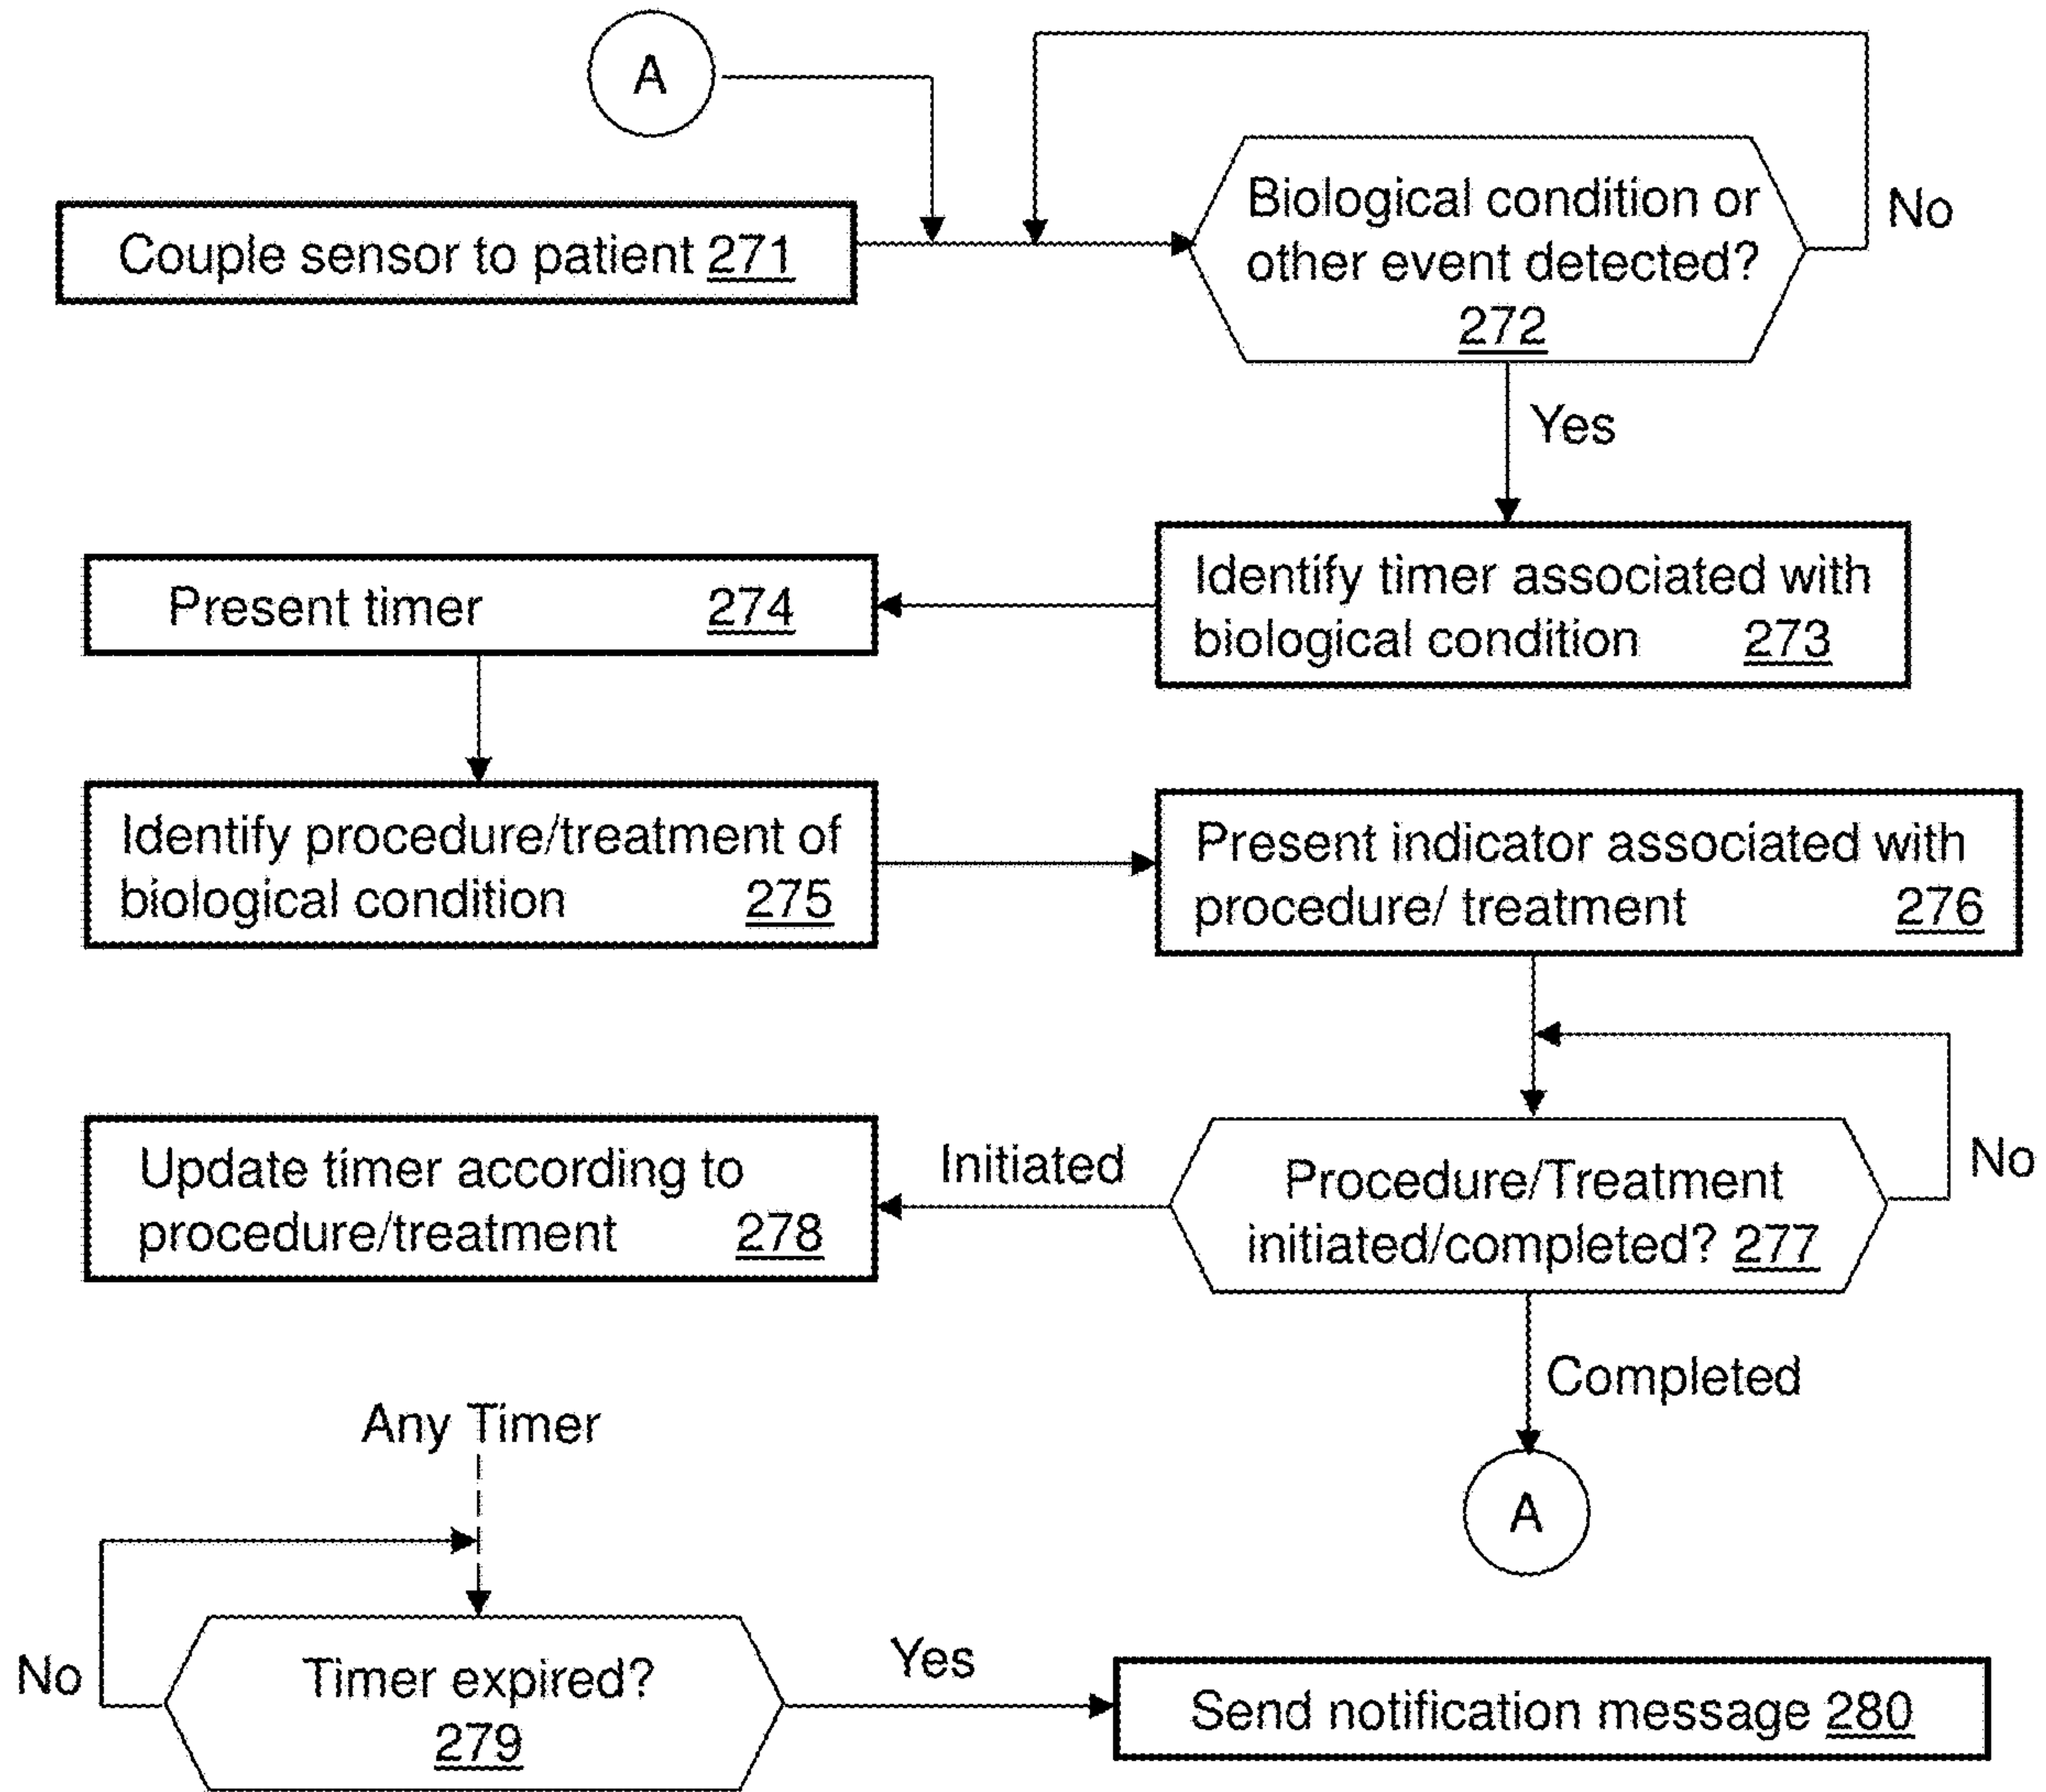 A
Couple sensor to patient 271
Biological condition or
other event detected?
272
No
Yes
Identify timer associated with
biological condition 273
Present timer 274
Identify procedure/treatment of
biological condition 275
Present indicator associated with
procedure/ treatment 276
Procedure/Treatment
initiated/completed? 277
No
Initiated
Update timer according to
procedure/treatment 278
Completed
A
Any Timer
Timer expired?
279
No
Yes
Send notification message 280